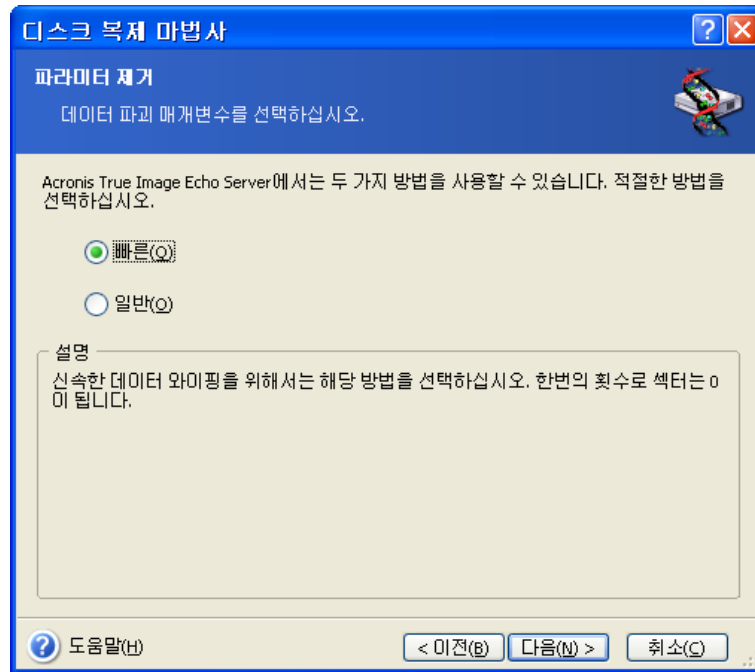 디스크 복제 마법사
파라미터 제거
데이터 파괴 매개변수를 선택하십시오.
Acronis True Image Echo Server에서는 두 가지 방법을 사용할 수 있습니다. 적절한 방법을
선택하십시오.
빠른(Q)
일반(O)
설명
신속한 데이터 와이핑을 위해서는 해당 방법을 선택하십시오. 한번의 횟수로 섹터는 0
이 됩니다.
도움말(H)
< 이전(B)
다음(N) >
취소(C)